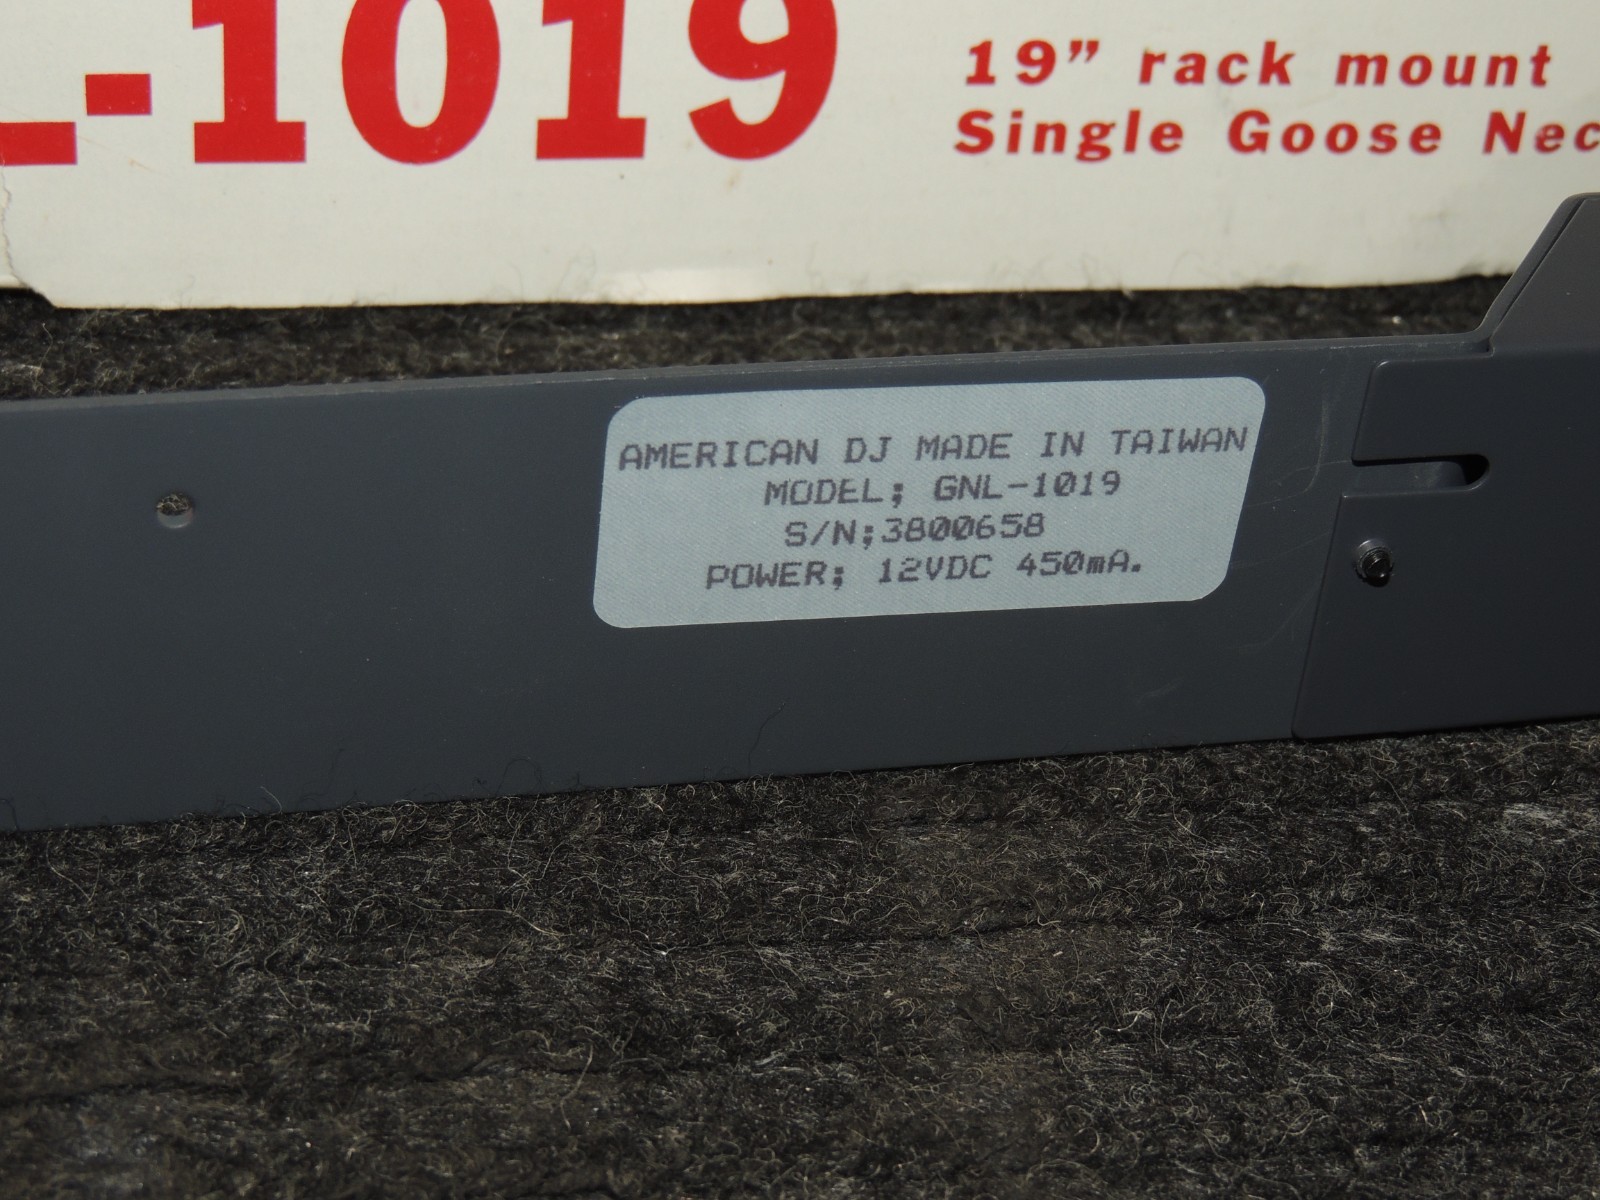 L-1019
19” rack mount
Single Goose Nec
AMERICAN DJ MADE IN TAIWAN
MODEL; GNL-1019
S/N;3800658
POWER; 12VDC 450mA.